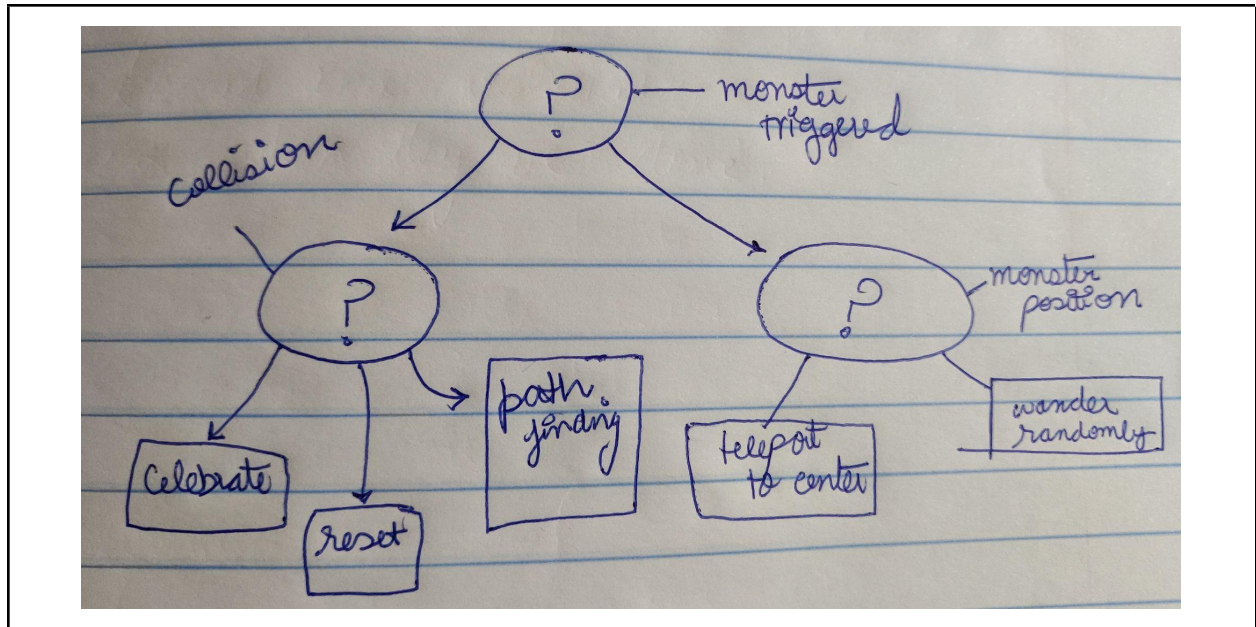 ?
monster
triggered
Collision
?
?
monster
position
path
finding
wander
randomly
teleport
to center
Celebrate
reset